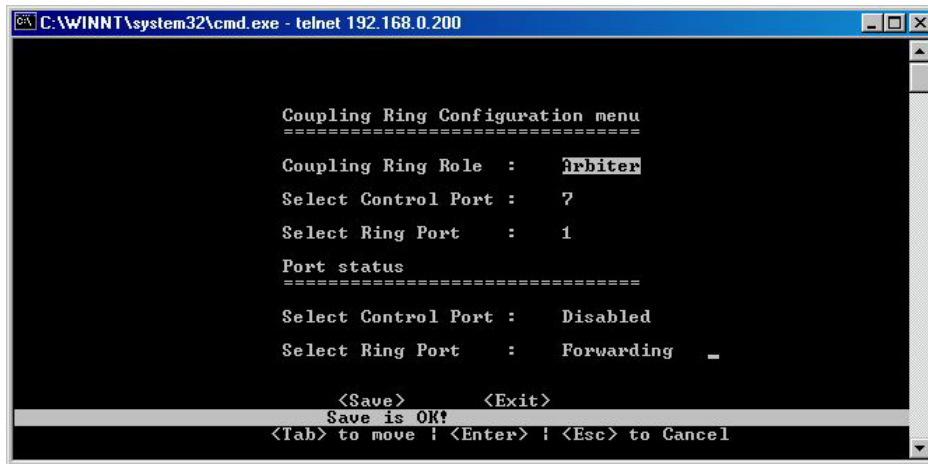 C:\WINNT\system32\cmd.exe - telnet 192.168.0.200
Coupling Ring Configuration menu
================================
Coupling Ring Role : Arbiter
Select Control Port : 7
Select Ring Port : 1
Port status
================================
Select Control Port : Disabled
Select Ring Port : Forwarding _
<Save> <Exit>
Save is OK!
<Tab> to move | <Enter> | <Esc> to Cancel